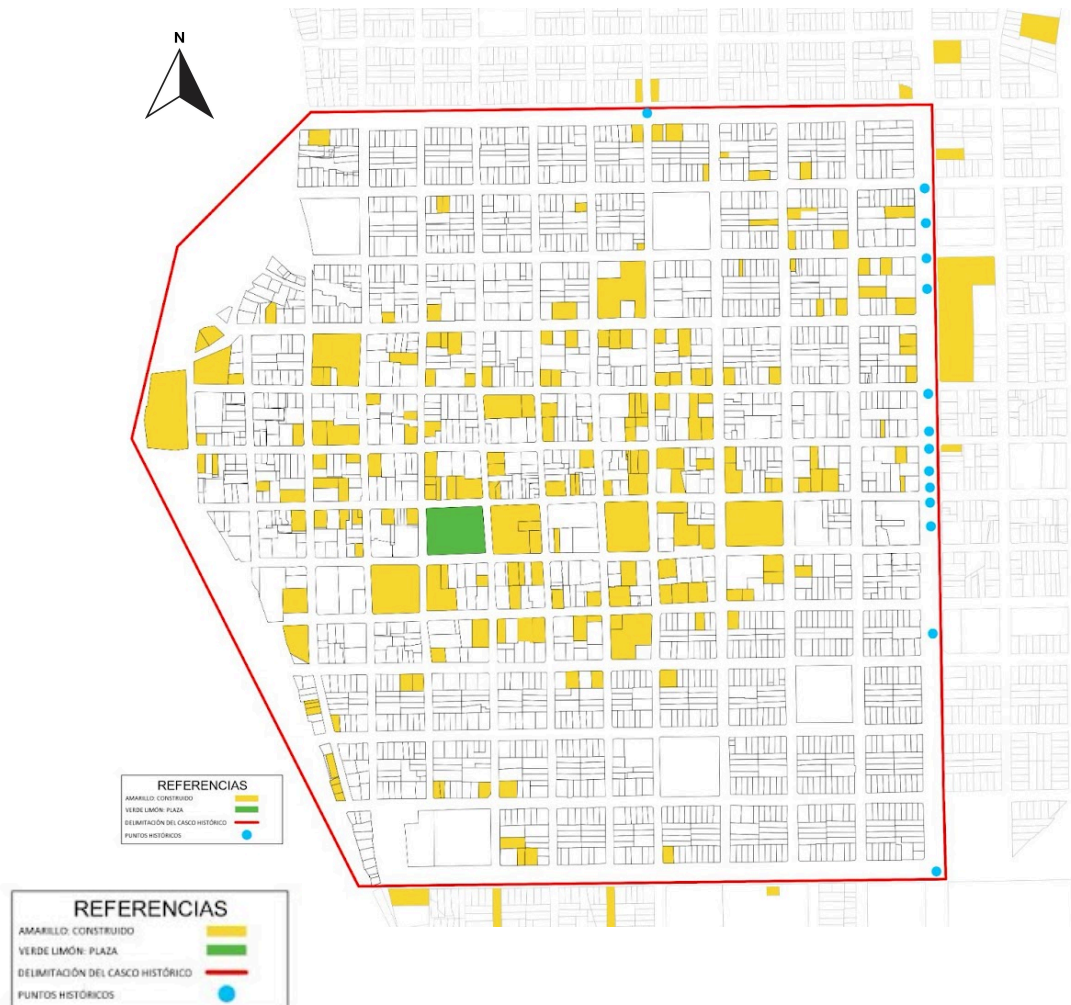 N
REFERENCIAS
AMARILLO: CONSTRUIDO
VERDE LIMÓN: PLAZA
DELIMITACIÓN DEL CASCO HISTÓRICO
PUNTOS HISTÓRICOS
REFERENCIAS
AMARILLO: CONSTRUIDO
VERDE LIMÓN: PLAZA
DELIMITACIÓN DEL CASCO HISTÓRICO
PUNTOS HISTÓRICOS